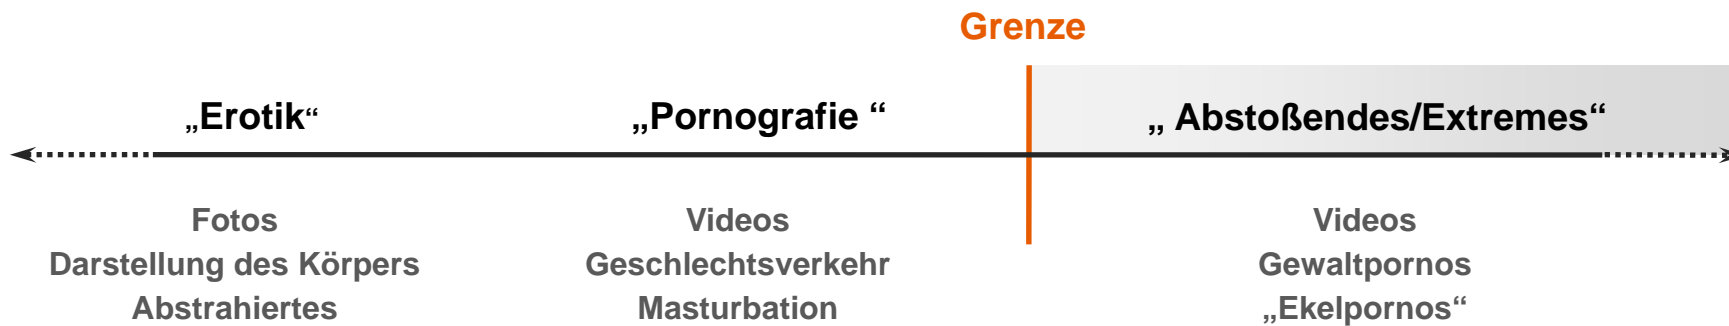 Grenze
„Erotik“
„Pornografie “
„ Abstoßendes/Extremes“
Fotos
Darstellung des Körpers
Abstrahiertes
Videos
Geschlechtsverkehr
Masturbation
Videos
Gewaltpornos
„Ekelpornos“